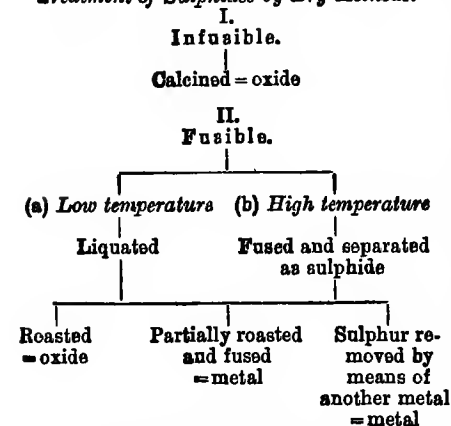 Treatment of Sulphides by Dry Methods.
I.
Infusible.
Calcined = oxide
II.
Fusible.
(a) Low temperature (b) High temperature
Liquated Fused and separated
as sulphide
Roasted Partially roasted Sulphur re-
= oxide and fused moved by
= metal means of
another metal
= metal